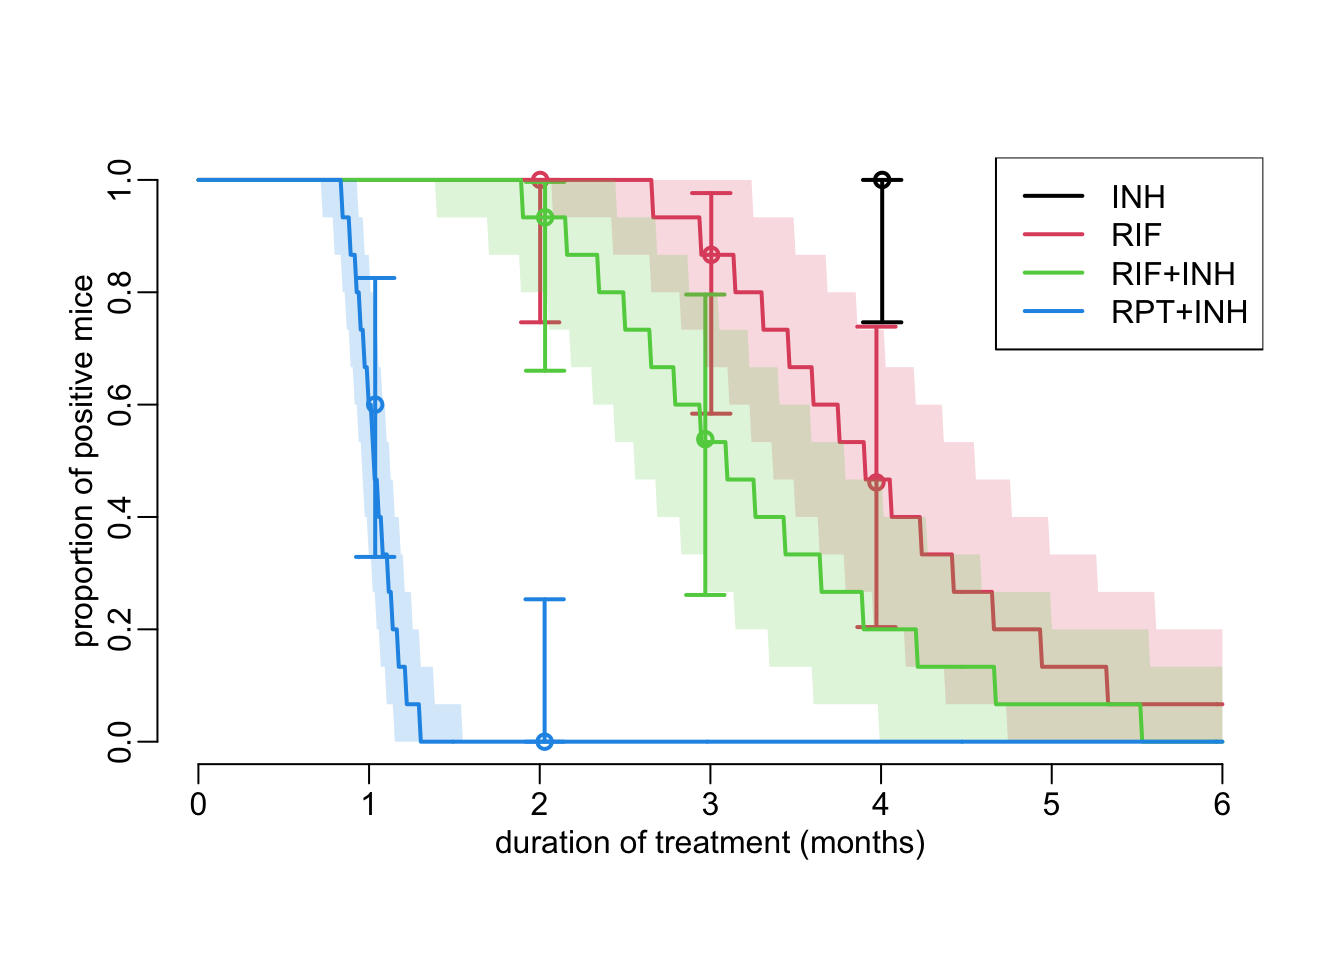 INH
RIF
RIF+INH
RPT+INH
proportion of positive mice
1.0
0.8
0.6
0.4
0.2
0.0
0 1 2 3 4 5 6
duration of treatment (months)